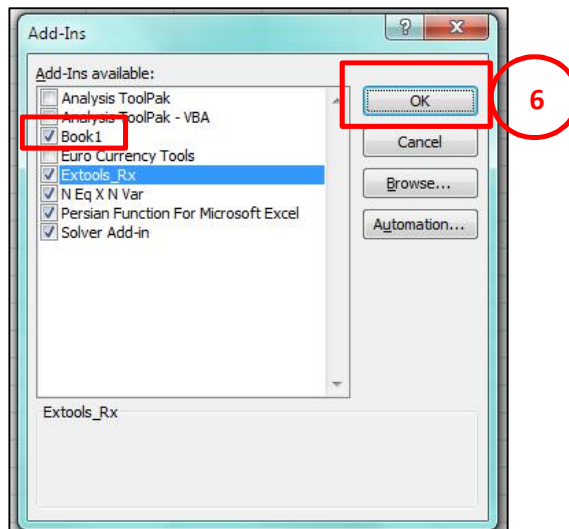 Add-Ins
Add-Ins available:
Analysis ToolPak
Analysis ToolPak - VBA
Book1
Euro Currency Tools
Extools_Rx
N Eq X N Var
Persian Function For Microsoft Excel
Solver Add-in
OK
6
Cancel
Browse...
Automation...
Extools_Rx